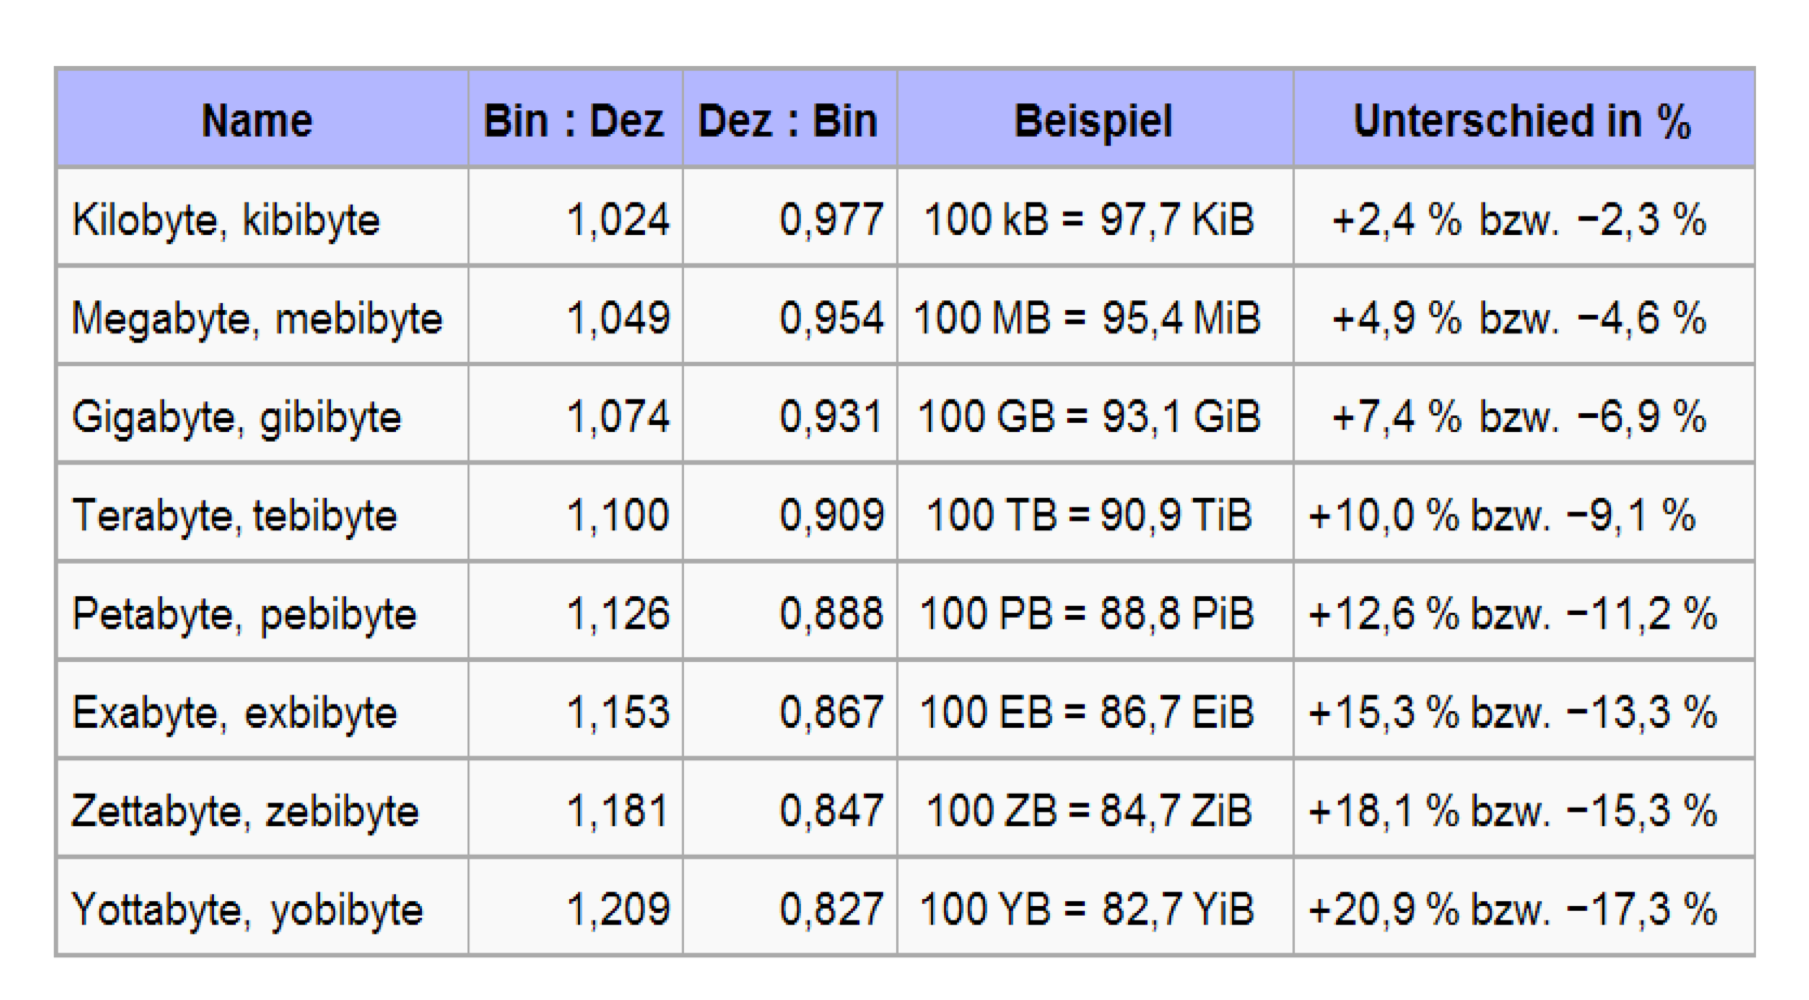 Name Bin : Dez Dez : Bin Beispiel Unterschied in %
Kilobyte, kibibyte 1,024 0,977 100 kB = 97,7 KiB +2,4 % bzw. −2,3 %
Megabyte, mebibyte 1,049 0,954 100 MB = 95,4 MiB +4,9 % bzw. −4,6 %
Gigabyte, gibibyte 1,074 0,931 100 GB = 93,1 GiB +7,4 % bzw. −6,9 %
Terabyte, tebibyte 1,100 0,909 100 TB = 90,9 TiB +10,0 % bzw. −9,1 %
Petabyte, pebibyte 1,126 0,888 100 PB = 88,8 PiB +12,6 % bzw. −11,2 %
Exabyte, exbibyte 1,153 0,867 100 EB = 86,7 EiB +15,3 % bzw. −13,3 %
Zettabyte, zebibyte 1,181 0,847 100 ZB = 84,7 ZiB +18,1 % bzw. −15,3 %
Yottabyte, yobibyte 1,209 0,827 100 YB = 82,7 YiB +20,9 % bzw. −17,3 %